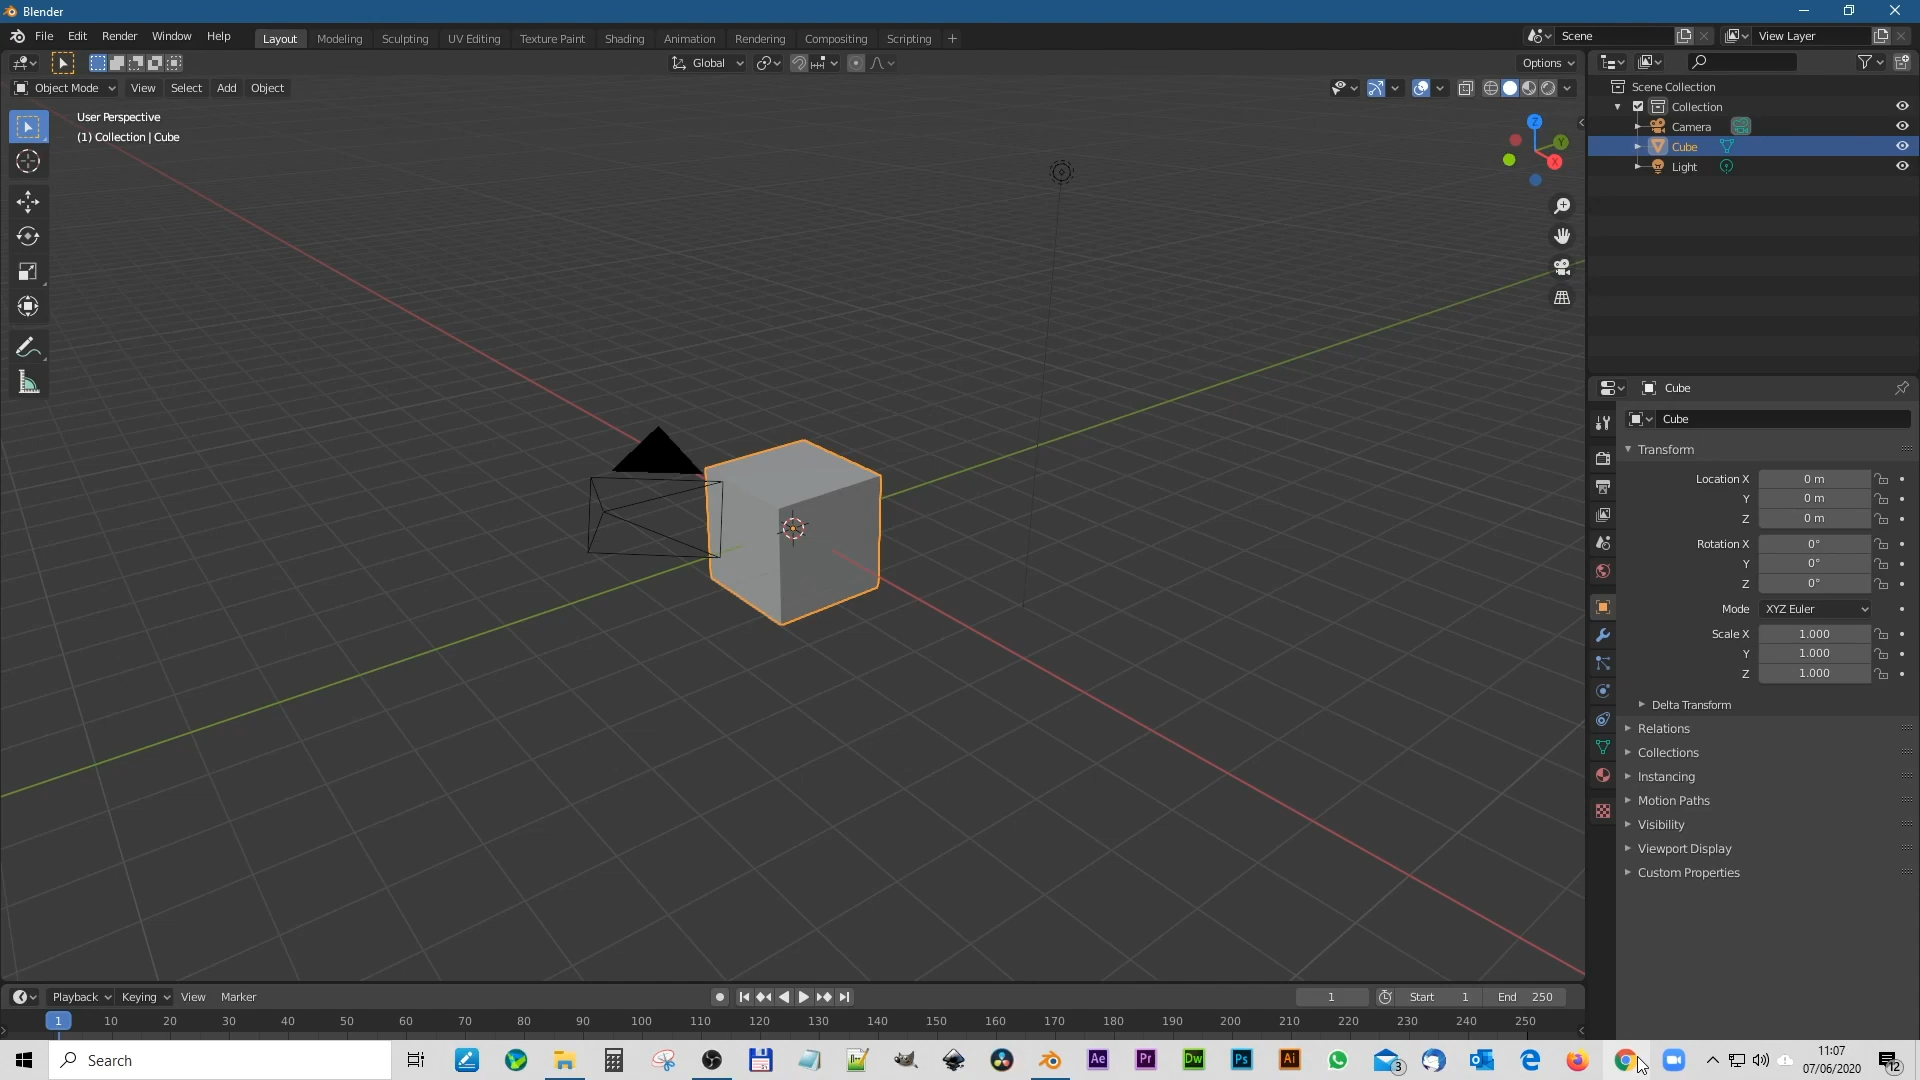 Blender
File Edit Render Window Help Layout Modeling Sculpting UV Editing Texture Paint Shading Animation Rendering Compositing Scripting + Scene View Layer
Global Options
Object Mode View Select Add Object
User Perspective
(1) Collection | Cube
Z
Y
X
Scene Collection
Collection
Camera
Cube
Light
Cube
Cube
Transform
Location X 0 m
Y 0 m
Z 0 m
Rotation X 0°
Y 0°
Z 0°
Mode XYZ Euler
Scale X 1.000
Y 1.000
Z 1.000
Delta Transform
Relations
Collections
Instancing
Motion Paths
Visibility
Viewport Display
Custom Properties
Playback Keying View Marker 1 Start 1 End 250
1 10 20 30 40 50 60 70 80 90 100 110 120 130 140 150 160 170 180 190 200 210 220 230 240 250
Search Ae Pr Dw Ps Ai 3 11:07
07/06/2020 12